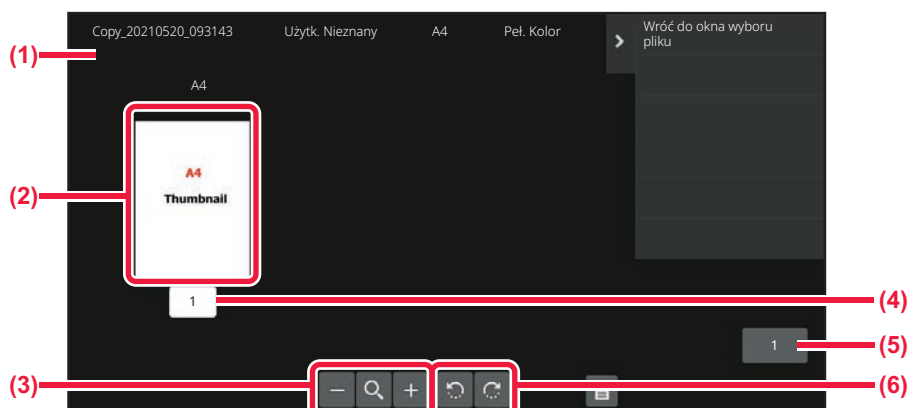 Copy_20210520_093143 Użytk. Nieznany A4 Peł. Kolor
Wróć do okna wyboru
pliku
(1)
A4
(2)
A4
Thumbnail
1
(4)
1
(5)
(3)
(6)